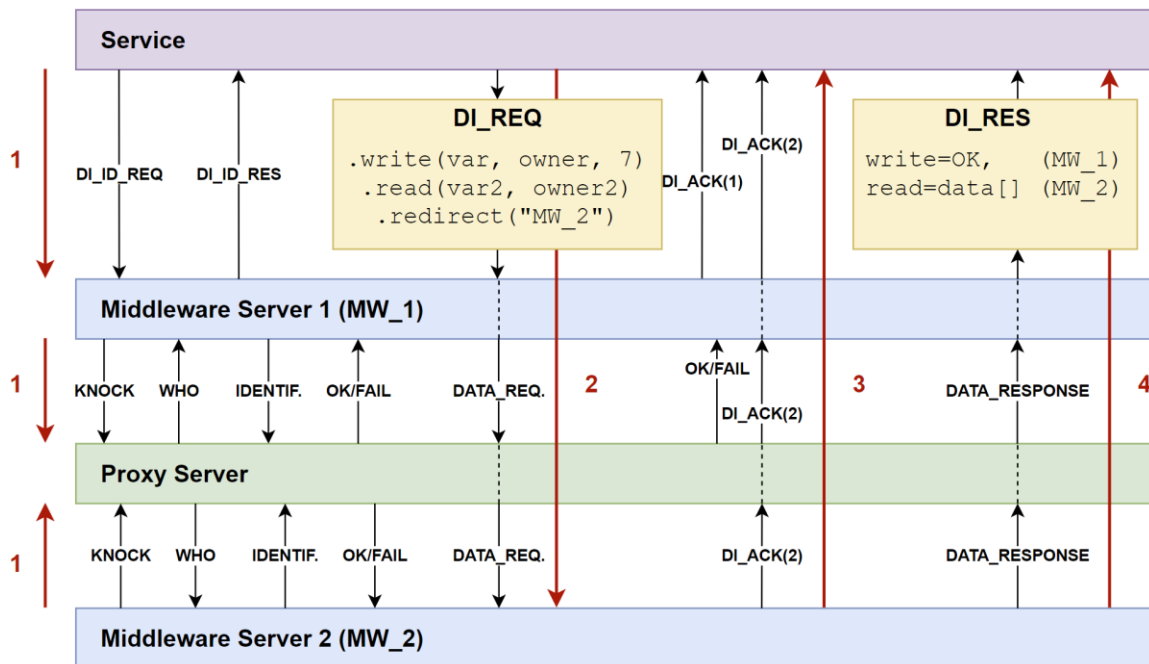 Service
DI_REQ
.write(var, owner, 7)
.read(var2, owner2)
.redirect("MW_2")
DI_RES
write=OK, (MW_1)
read=data[] (MW_2)
1
DI_ID_REQ
DI_ID_RES
DI_ACK(1)
DI_ACK(2)
Middleware Server 1 (MW_1)
1
KNOCK
WHO
IDENTIF.
OK/FAIL
DATA_REQ.
2
OK/FAIL
DI_ACK(2)
3
DATA_RESPONSE
4
Proxy Server
1
KNOCK
WHO
IDENTIF.
OK/FAIL
DATA_REQ.
DI_ACK(2)
DATA_RESPONSE
Middleware Server 2 (MW_2)